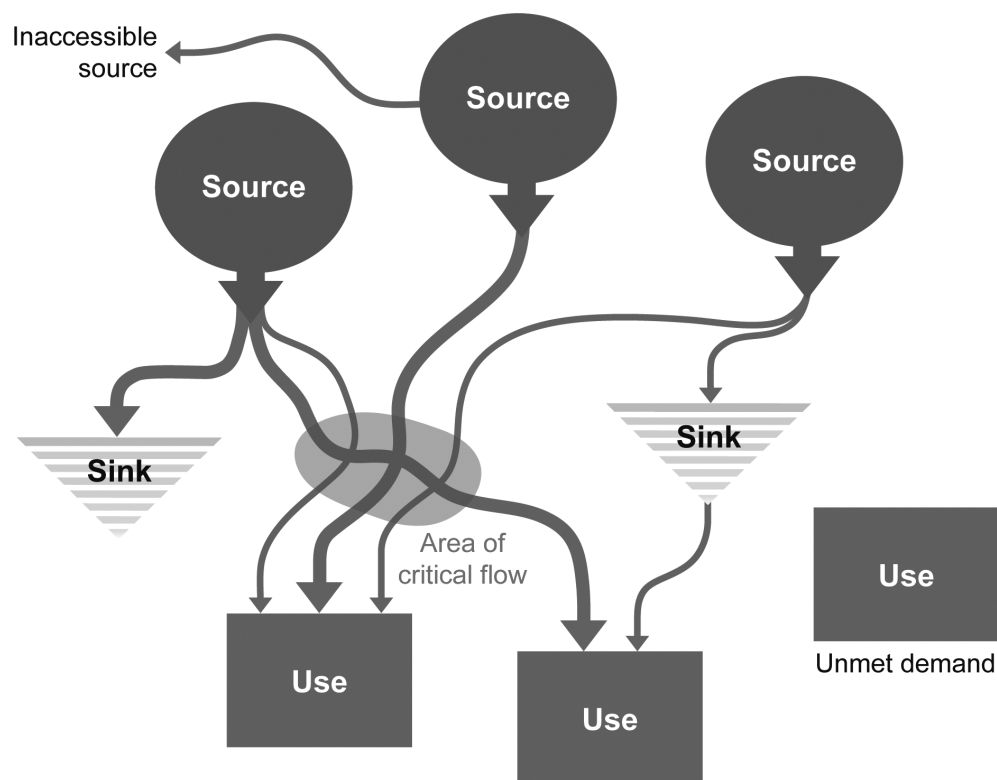 Inaccessible
source
Source
Source
Source
Sink
Sink
Area of
critical flow
Use
Use
Use
Unmet demand